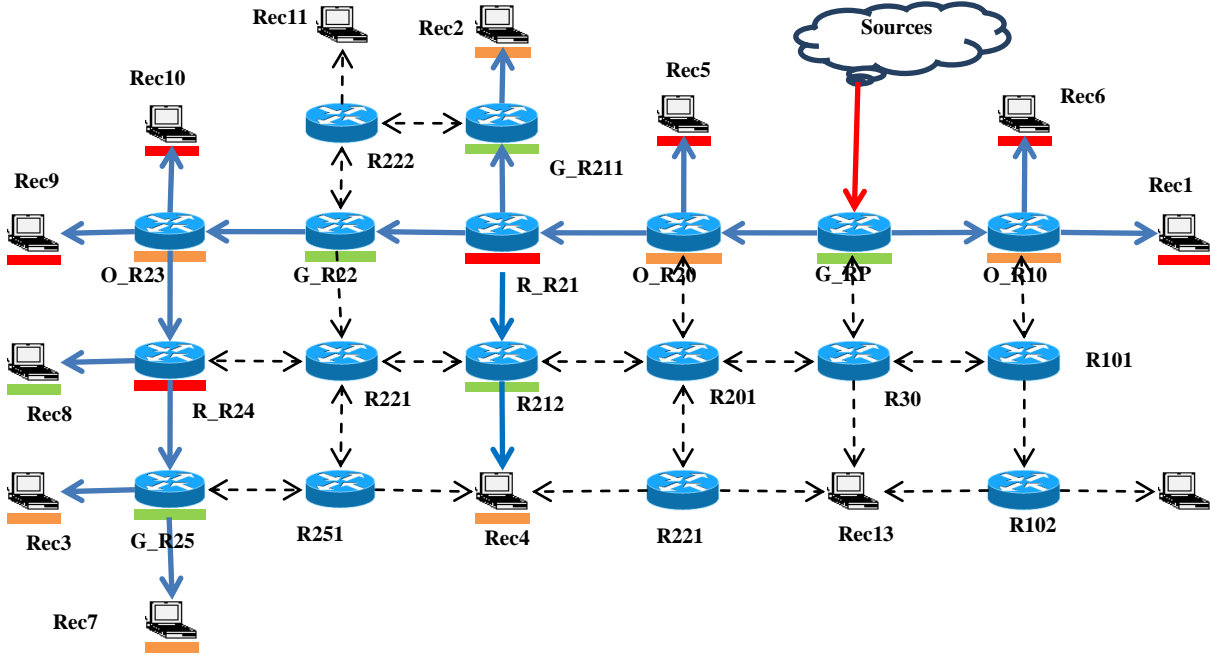 Rec11
Rec2
Sources
Rec10
Rec5
Rec6
R222
G_R211
Rec9
Rec1
O_R23
G_R22
R_R21
O_R20
G_RP
O_R10
Rec8
R_R24
R221
R212
R201
R30
R101
Rec3
G_R25
R251
Rec4
R221
Rec13
R102
Rec7